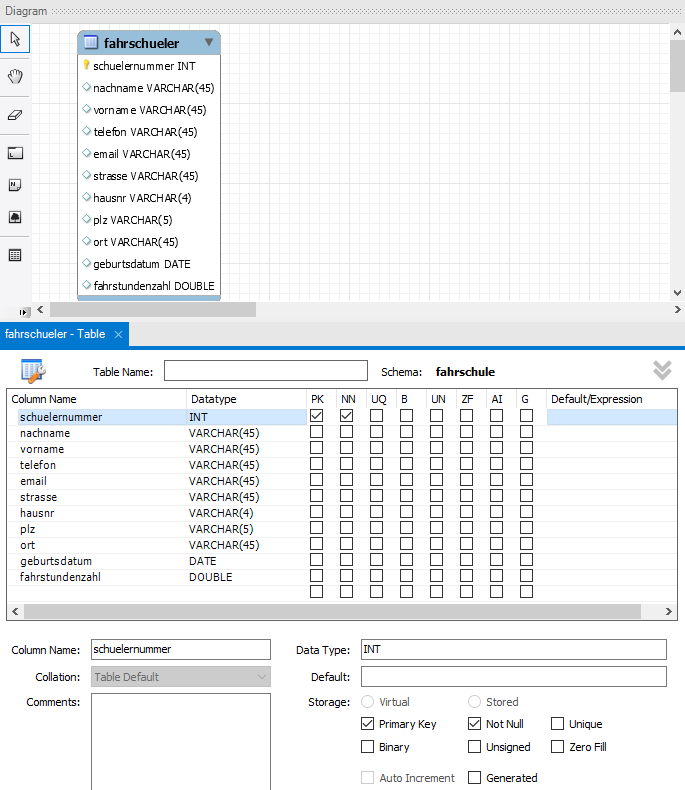 Diagram
fahrschueler
schuelernummer INT
nachname VARCHAR(45)
vorname VARCHAR(45)
telefon VARCHAR(45)
email VARCHAR(45)
strasse VARCHAR(45)
hausnr VARCHAR(4)
plz VARCHAR(5)
ort VARCHAR(45)
geburtsdatum DATE
fahrstundenzahl DOUBLE
fahrschueler - Table
Table Name: Schema: fahrschule
Column Name Datatype PK NN UQ B UN ZF AI G Default/Expression
schuelernummer INT
nachname VARCHAR(45)
vorname VARCHAR(45)
telefon VARCHAR(45)
email VARCHAR(45)
strasse VARCHAR(45)
hausnr VARCHAR(4)
plz VARCHAR(5)
ort VARCHAR(45)
geburtsdatum DATE
fahrstundenzahl DOUBLE
Column Name: schuelernummer Data Type: INT
Collation: Table Default Default:
Comments: Storage: Virtual Stored
Primary Key Not Null Unique
Binary Unsigned Zero Fill
Auto Increment Generated